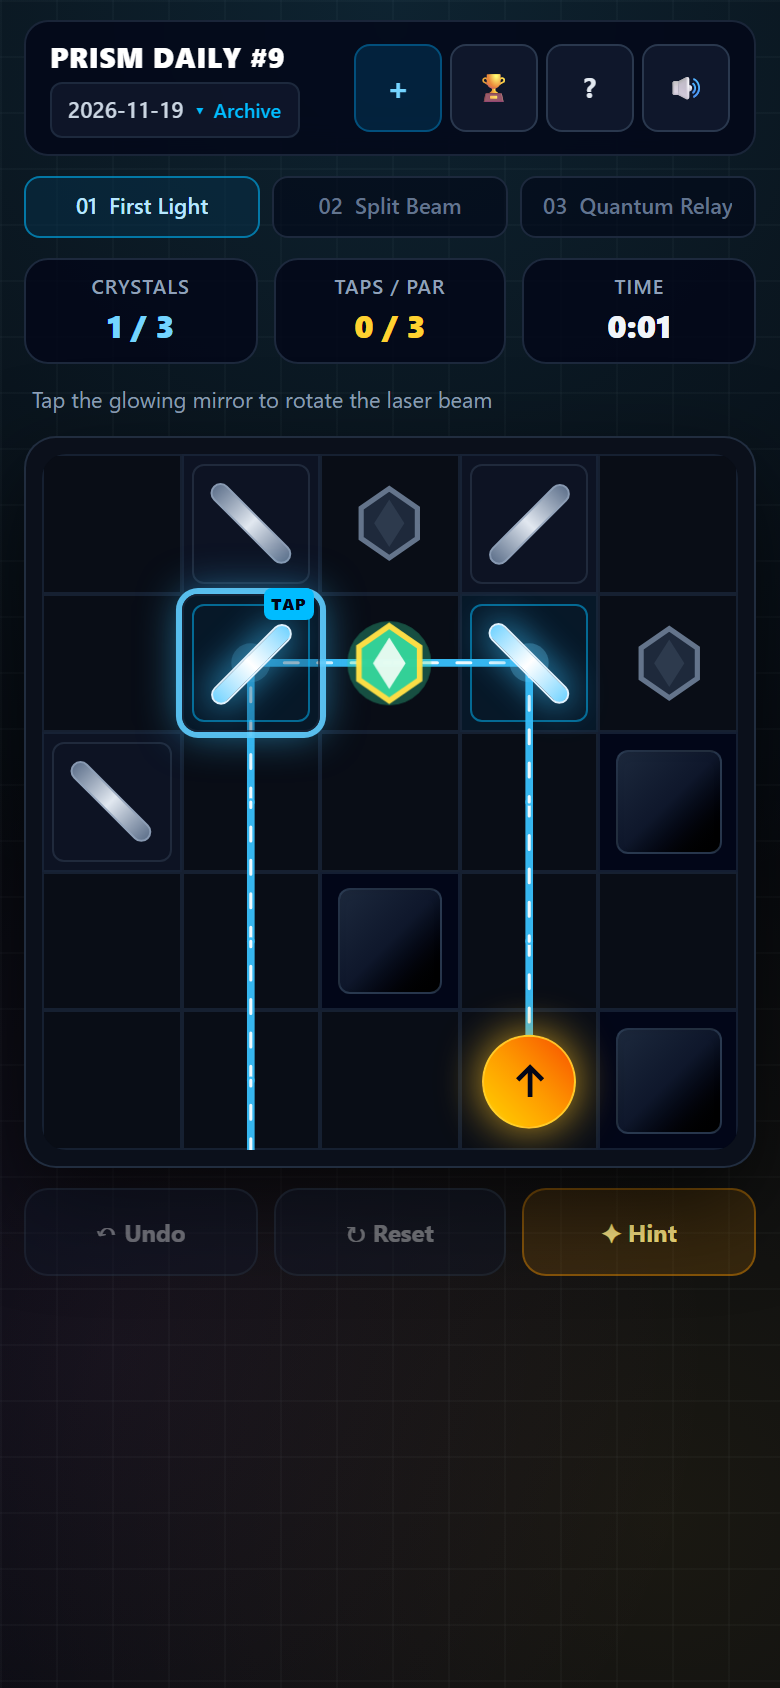 PRISM DAILY #9
2026-11-19 ▾ Archive
+
?
01 First Light
02 Split Beam
03 Quantum Relay
CRYSTALS
1 / 3
TAPS / PAR
0 / 3
TIME
0:01
Tap the glowing mirror to rotate the laser beam
TAP
↑
↶ Undo
↻ Reset
✦ Hint